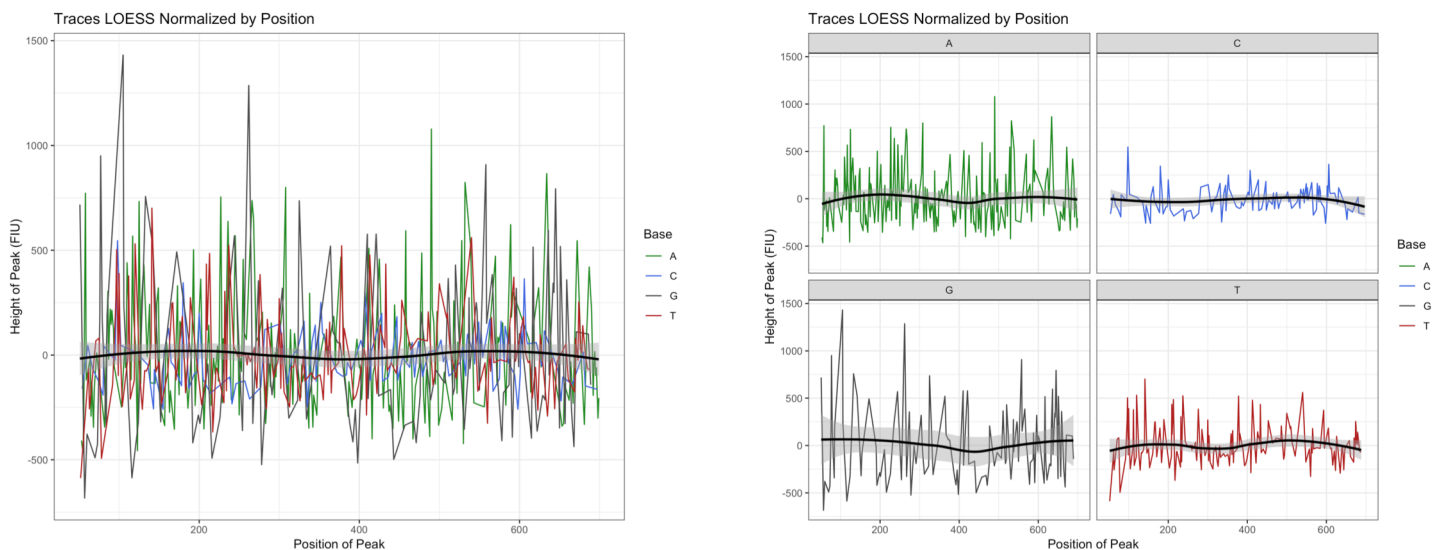 Traces LOESS Normalized by Position
1500
1000
500
0
-500
Height of Peak (FIU)
200
400
600
Position of Peak
Base
A
C
G
T
Traces LOESS Normalized by Position
A
C
1500
1000
500
0
-500
G
T
1500
1000
500
0
-500
Height of Peak (FIU)
200
400
600
200
400
600
Position of Peak
Base
A
C
G
T